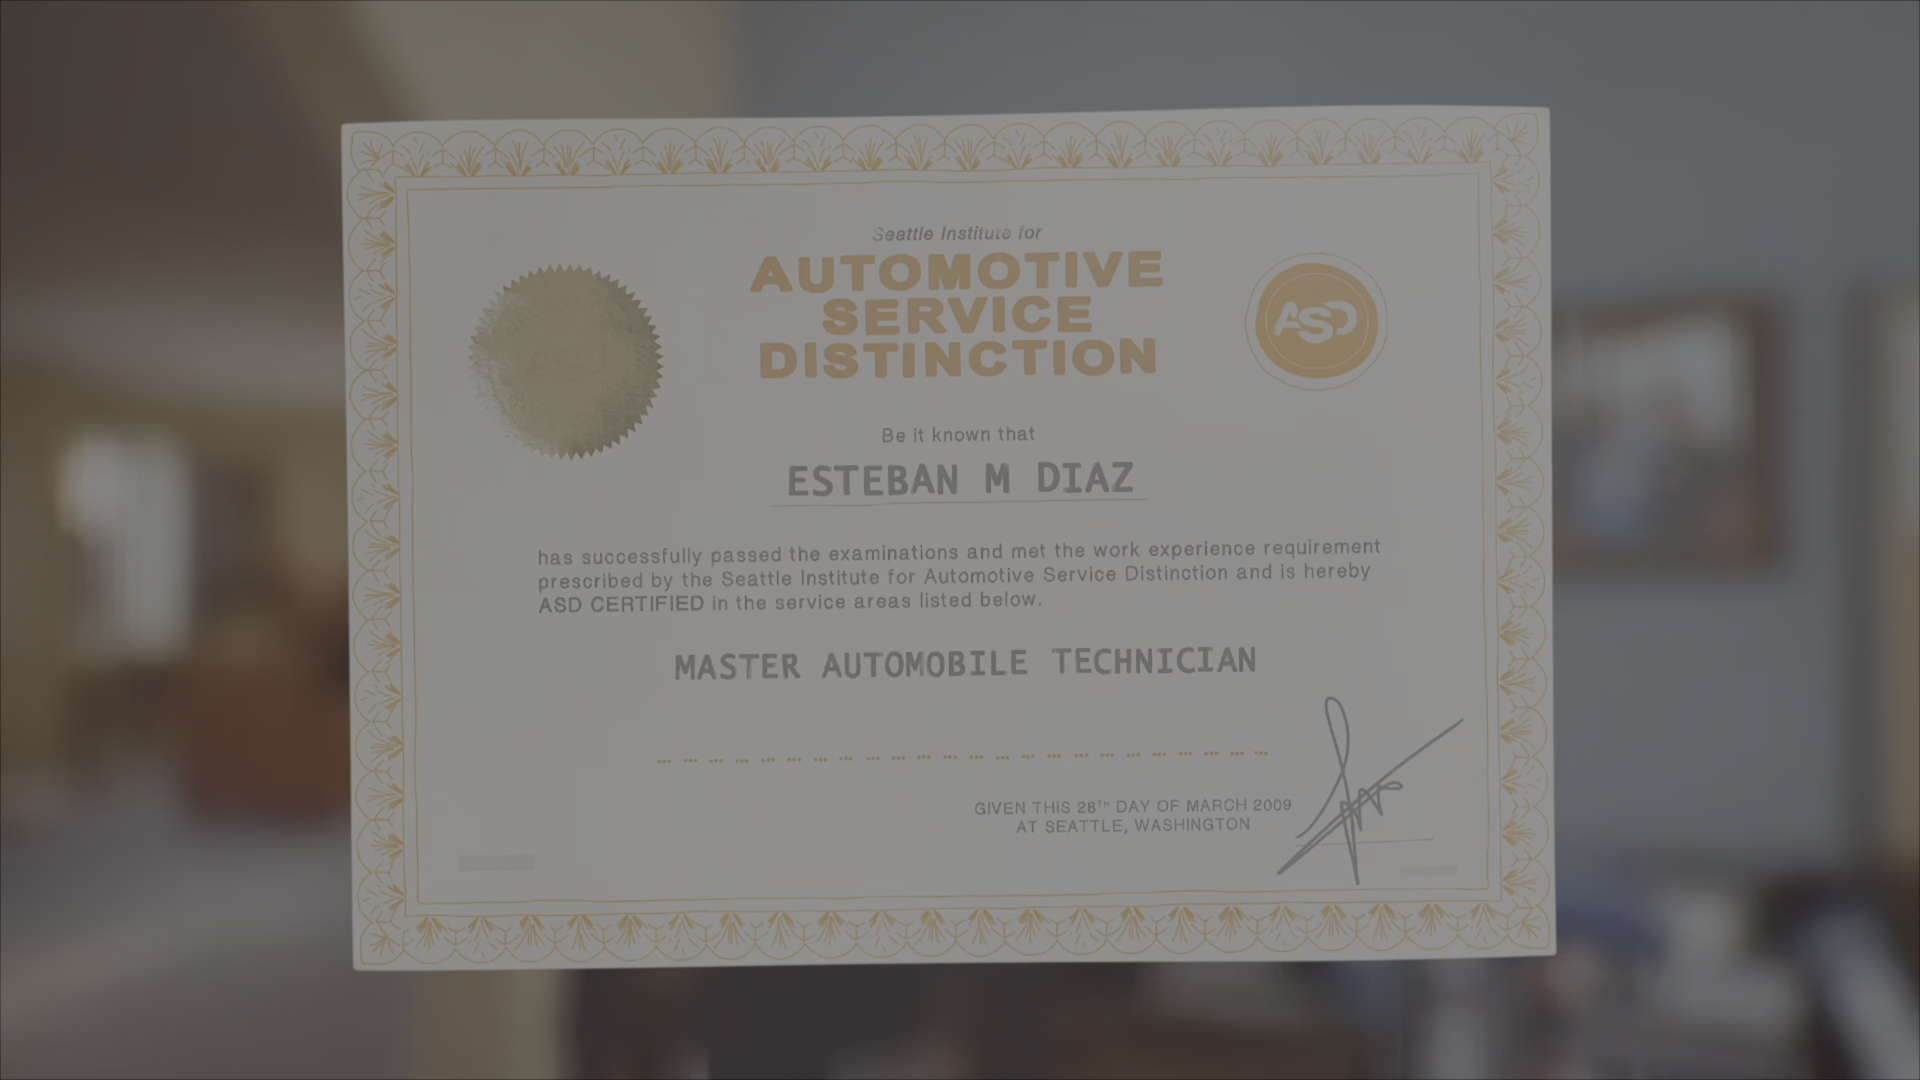 Seattle Institute for
AUTOMOTIVE
SERVICE
DISTINCTION
ASD
ASD
Be it known that
ESTEBAN M DIAZ
has successfully passed the examinations and met the work experience requirement
prescribed by the Seattle Institute for Automotive Service Distinction and is hereby
ASD CERTIFIED in the service areas listed below.
MASTER AUTOMOBILE TECHNICIAN
GIVEN THIS 28TH DAY OF MARCH 2009
AT SEATTLE, WASHINGTON